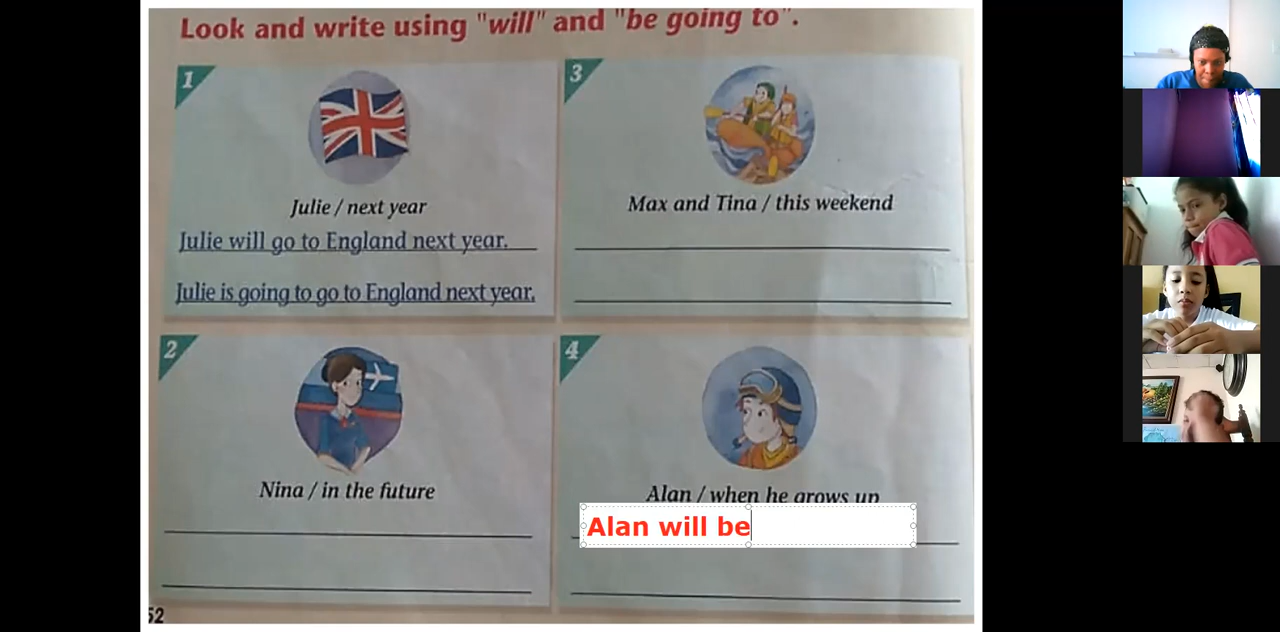 Look and write using "will" and "be going to".
1
Julie / next year
Julie will go to England next year.
Julie is going to go to England next year.
2
Nina / in the future
3
Max and Tina / this weekend
4
Alan / when he grows up
Alan will be
52